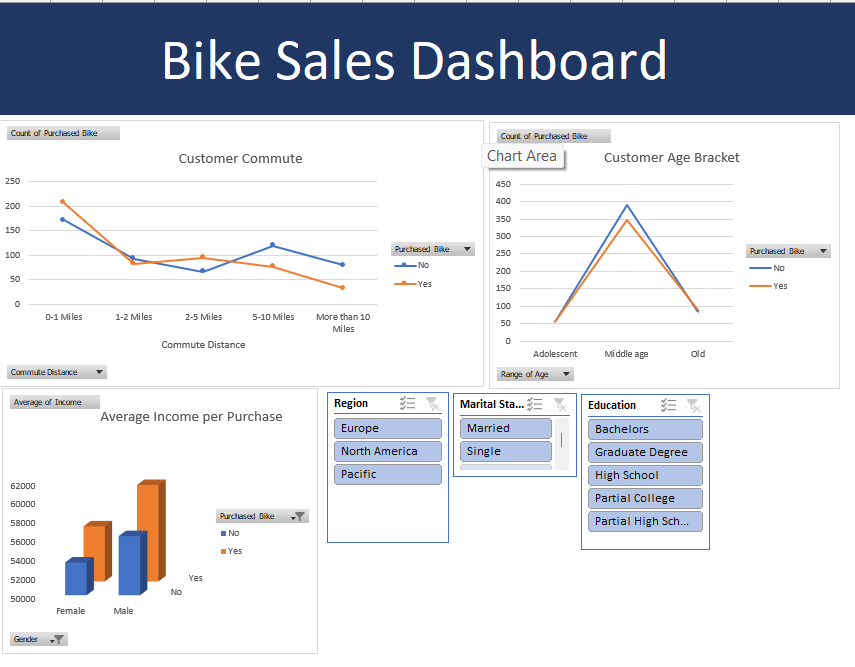 Bike Sales Dashboard
Count of Purchased Bike
Customer Commute
250
200
150
100
50
0
0-1 Miles
1-2 Miles
2-5 Miles
5-10 Miles
More than 10
Miles
Commute Distance
Purchased Bike
No
Yes
Commute Distance
Count of Purchased Bike
Chart Area
Customer Age Bracket
450
400
350
300
250
200
150
100
50
0
Adolescent
Middle age
Old
Purchased Bike
No
Yes
Range of Age
Average of Income
Average Income per Purchase
62000
60000
58000
56000
54000
52000
50000
Female
Male
Yes
No
Purchased Bike
No
Yes
Gender
Region
Europe
North America
Pacific
Marital Sta...
Married
Single
Education
Bachelors
Graduate Degree
High School
Partial College
Partial High Sch...